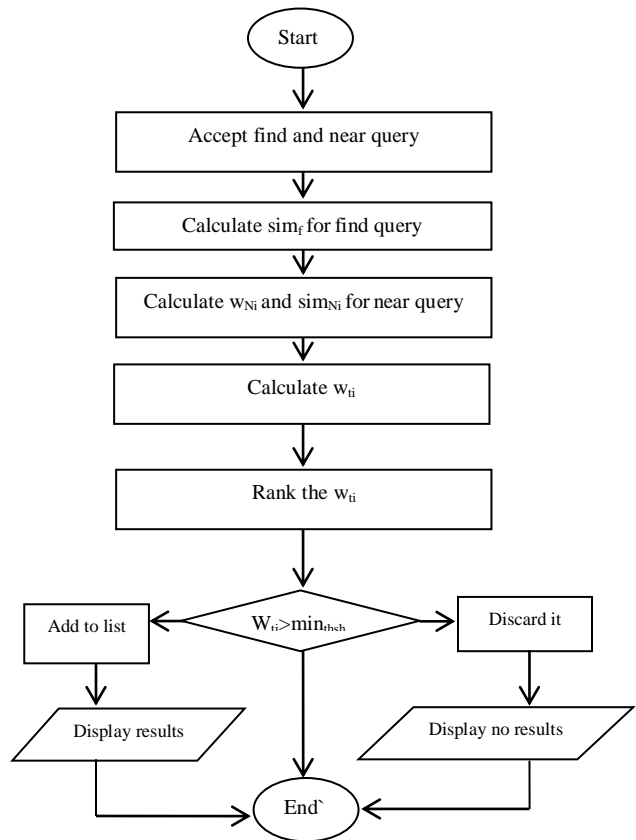 Start
Accept find and near query
Calculate simf for find query
Calculate wNi and simNi for near query
Calculate wti
Rank the wti
Add to list
Wti>minthsh
Discard it
Display results
Display no results
End`